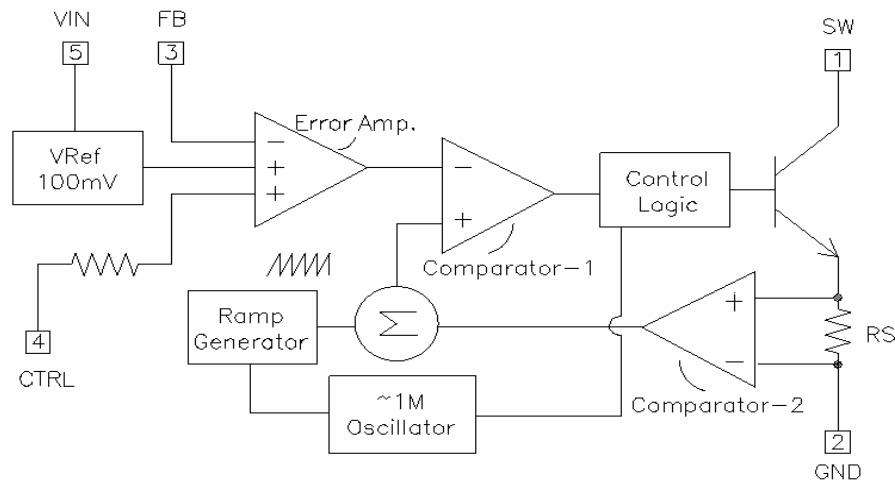 VIN
FB
SW
5
3
1
Error Amp.
VRef
100mV
−
+
+
−
+
Control
Logic
Comparator-1
Ramp
Generator
Σ
+
−
RS
4
CTRL
~1M
Oscillator
Comparator-2
2
GND